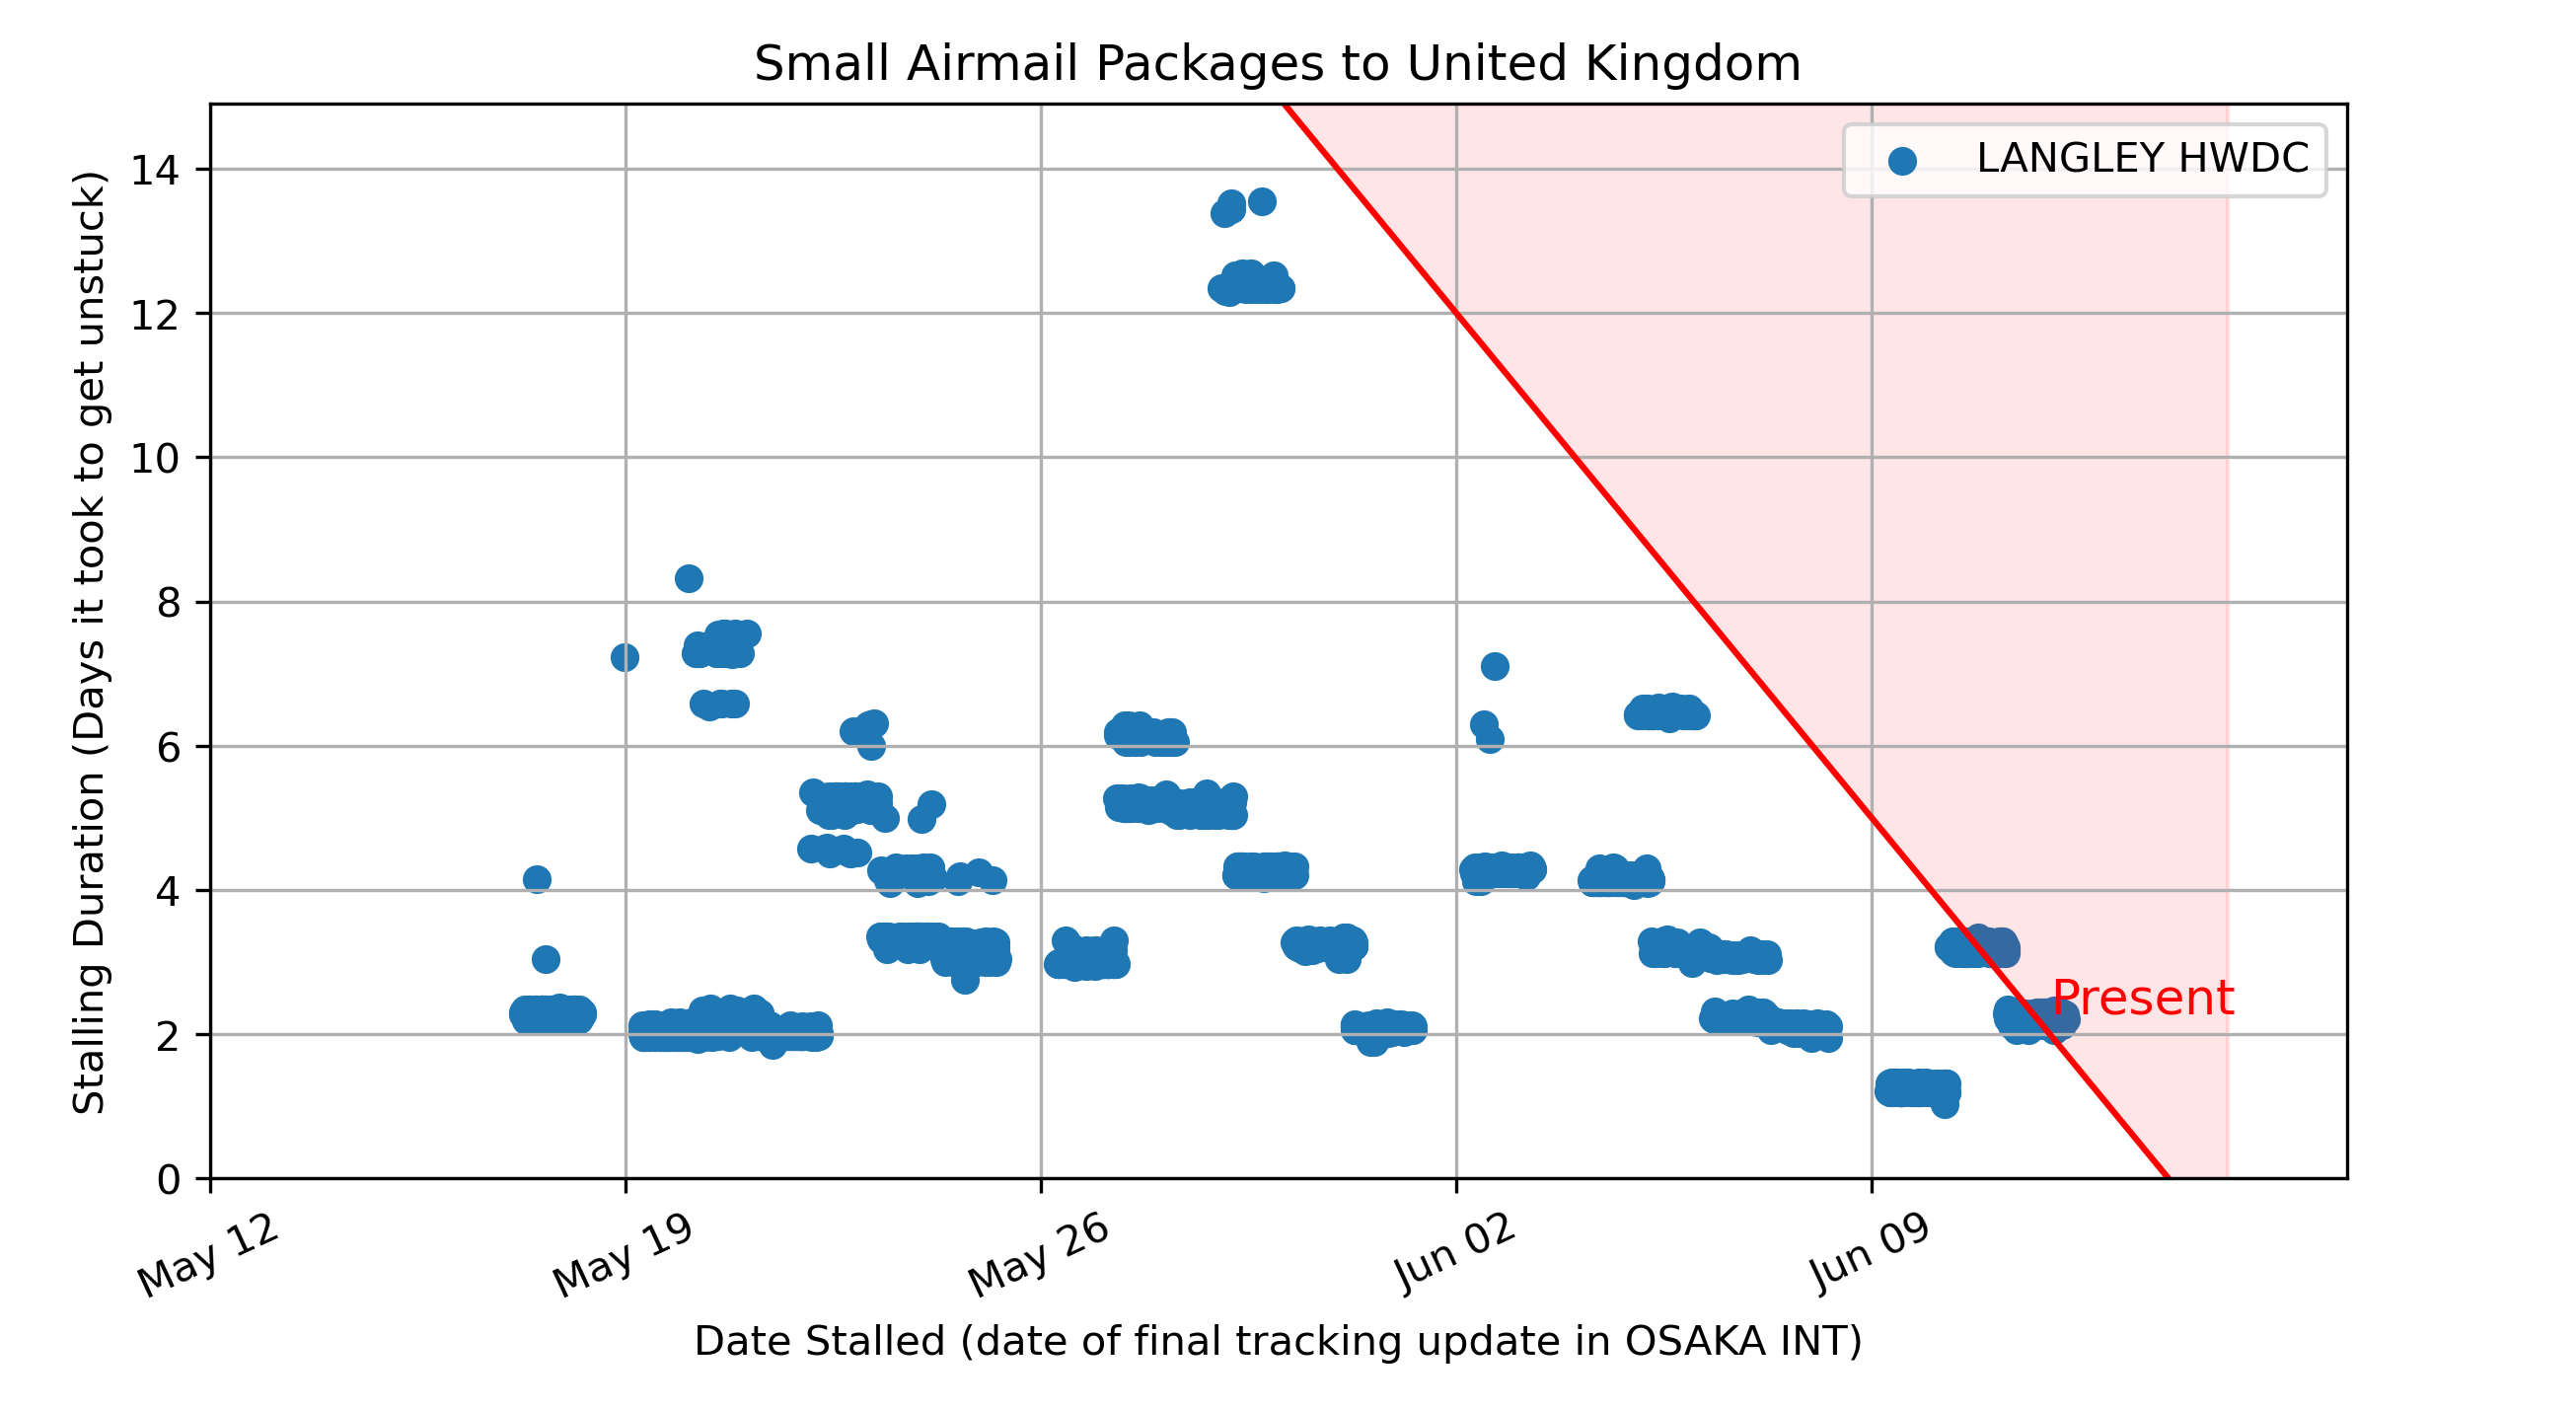 Small Airmail Packages to United Kingdom
LANGLEY HWDC
Stalling Duration (Days it took to get unstuck)
14
12
10
8
6
4
2
0
Present
May 12
May 19
May 26
Jun 02
Jun 09
Date Stalled (date of final tracking update in OSAKA INT)